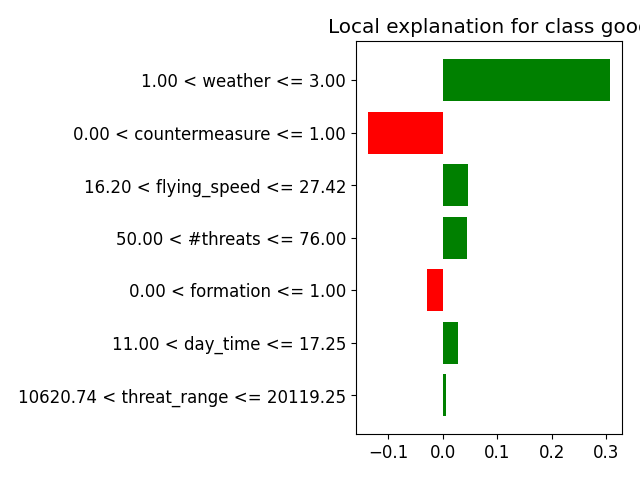 Local explanation for class good
1.00 < weather <= 3.00
0.00 < countermeasure <= 1.00
16.20 < flying_speed <= 27.42
50.00 < #threats <= 76.00
0.00 < formation <= 1.00
11.00 < day_time <= 17.25
10620.74 < threat_range <= 20119.25
−0.1 0.0 0.1 0.2 0.3